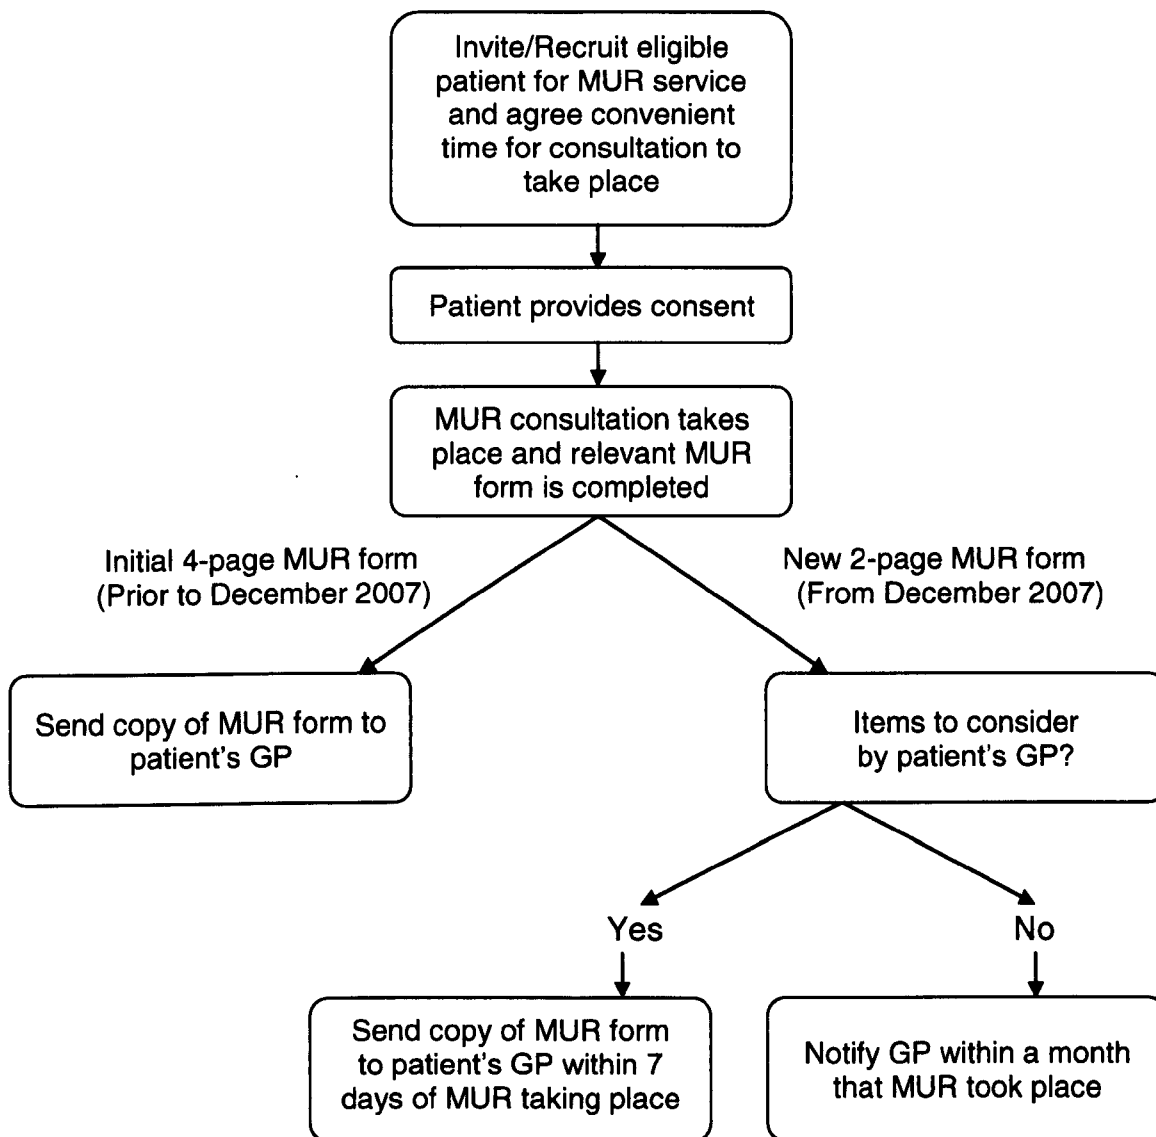 Invite/Recruit eligible
patient for MUR service
and agree convenient
time for consultation to
take place
Patient provides consent
MUR consultation takes
place and relevant MUR
form is completed
Initial 4-page MUR form
(Prior to December 2007)
New 2-page MUR form
(From December 2007)
Send copy of MUR form to
patient's GP
Items to consider
by patient's GP?
Yes
No
Send copy of MUR form
to patient's GP within 7
days of MUR taking place
Notify GP within a month
that MUR took place